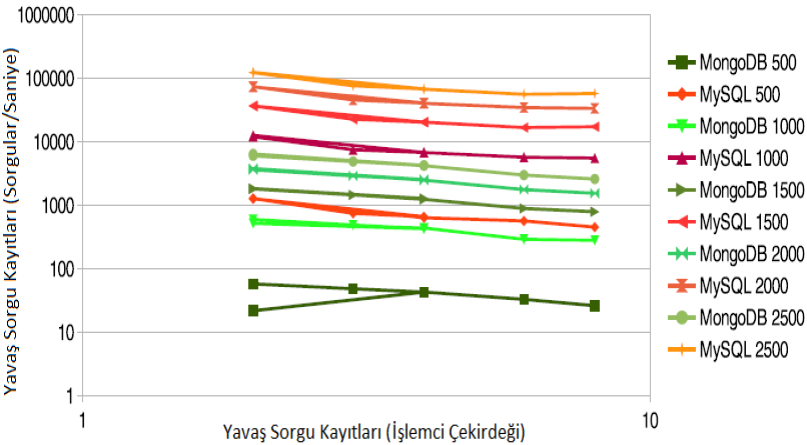 1000000
100000
10000
1000
100
10
1
Yavaş Sorgu Kayıtları (Sorgular/Saniye)
1
10
Yavaş Sorgu Kayıtları (İşlemci Çekirdeği)
MongoDB 500
MySQL 500
MongoDB 1000
MySQL 1000
MongoDB 1500
MySQL 1500
MongoDB 2000
MySQL 2000
MongoDB 2500
MySQL 2500